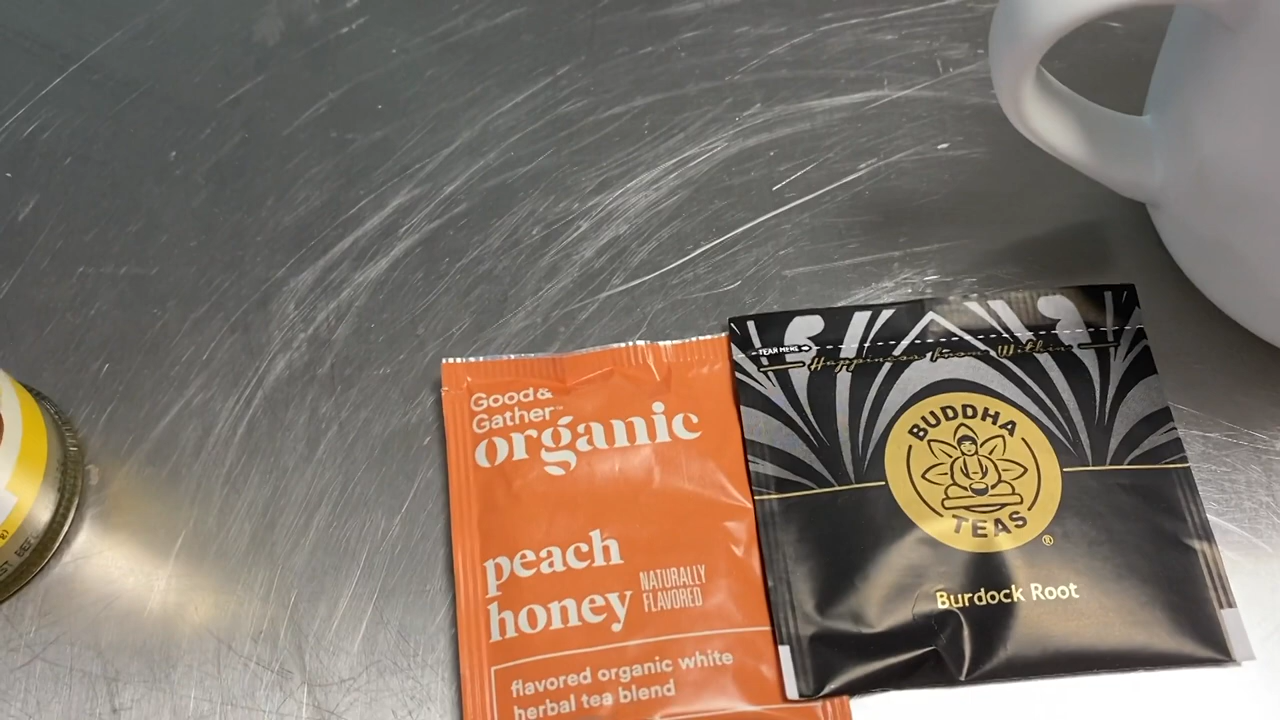 Good&
Gather™
organic
peach
honey
NATURALLY
FLAVORED
flavored organic white
herbal tea blend
TEAR HERE
Happiness from Within
BUDDHA
TEAS
®
Burdock Root